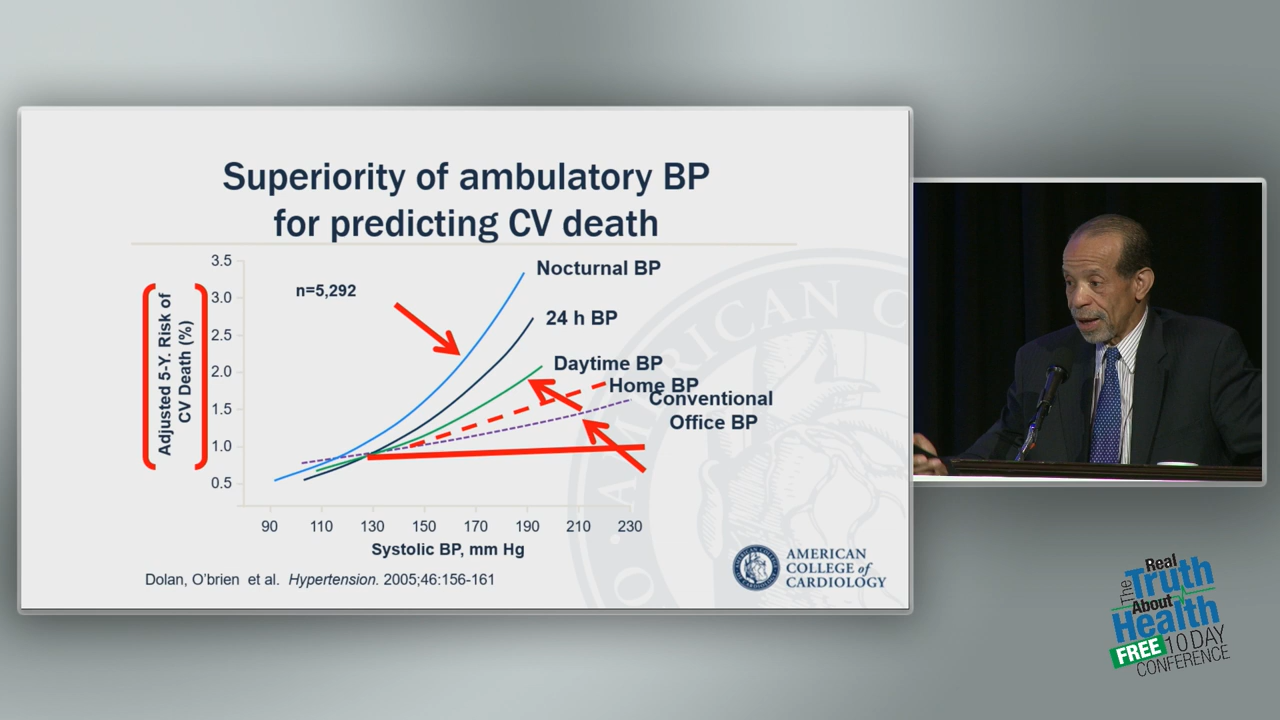 Superiority of ambulatory BP
for predicting CV death
3.5
3.0
2.5
2.0
1.5
1.0
0.5
Adjusted 5-Y. Risk of
CV Death (%)
n=5,292
Nocturnal BP
24 h BP
Daytime BP
Home BP
Conventional
Office BP
90 110 130 150 170 190 210 230
Systolic BP, mm Hg
Dolan, O'brien et al. Hypertension. 2005;46:156-161
AMERICAN
COLLEGE of
CARDIOLOGY
AMERICAN C
The Real
Truth
About
Health
FREE 10 DAY
CONFERENCE